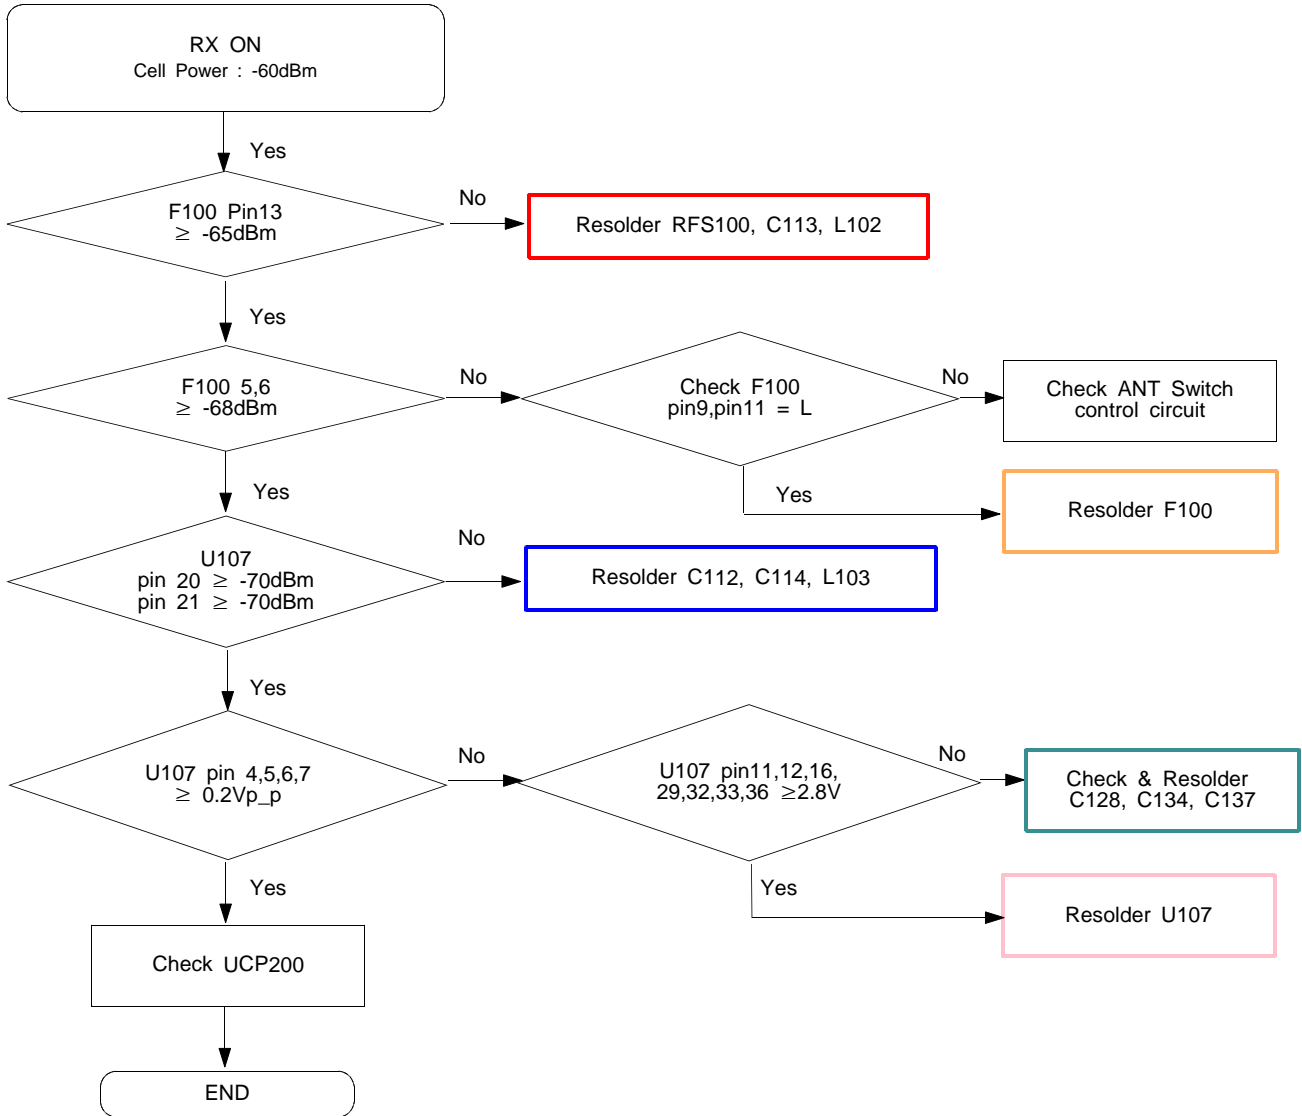 RX ON
Cell Power : -60dBm
Yes
F100 Pin13
≥ -65dBm
No
Resolder RFS100, C113, L102
Yes
F100 5,6
≥ -68dBm
No
Check F100
pin9,pin11 = L
No
Check ANT Switch
control circuit
Yes
Resolder F100
Yes
U107
pin 20 ≥ -70dBm
pin 21 ≥ -70dBm
No
Resolder C112, C114, L103
Yes
U107 pin 4,5,6,7
≥ 0.2Vp_p
No
U107 pin11,12,16,
29,32,33,36 ≥2.8V
No
Check & Resolder
C128, C134, C137
Yes
Resolder U107
Yes
Check UCP200
END